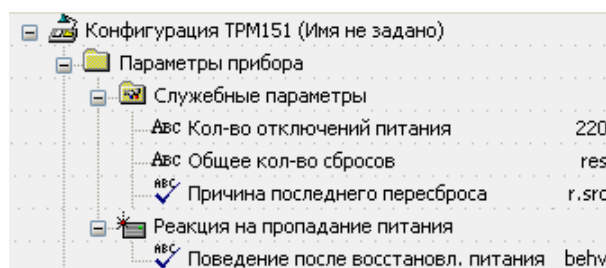 Конфигурация ТРМ151 (Имя не задано)
Параметры прибора
Служебные параметры
Кол-во отключений питания 220
Общее кол-во сбросов res
Причина последнего пересброса r.src
Реакция на пропадание питания
Поведение после восстановл. питания behv